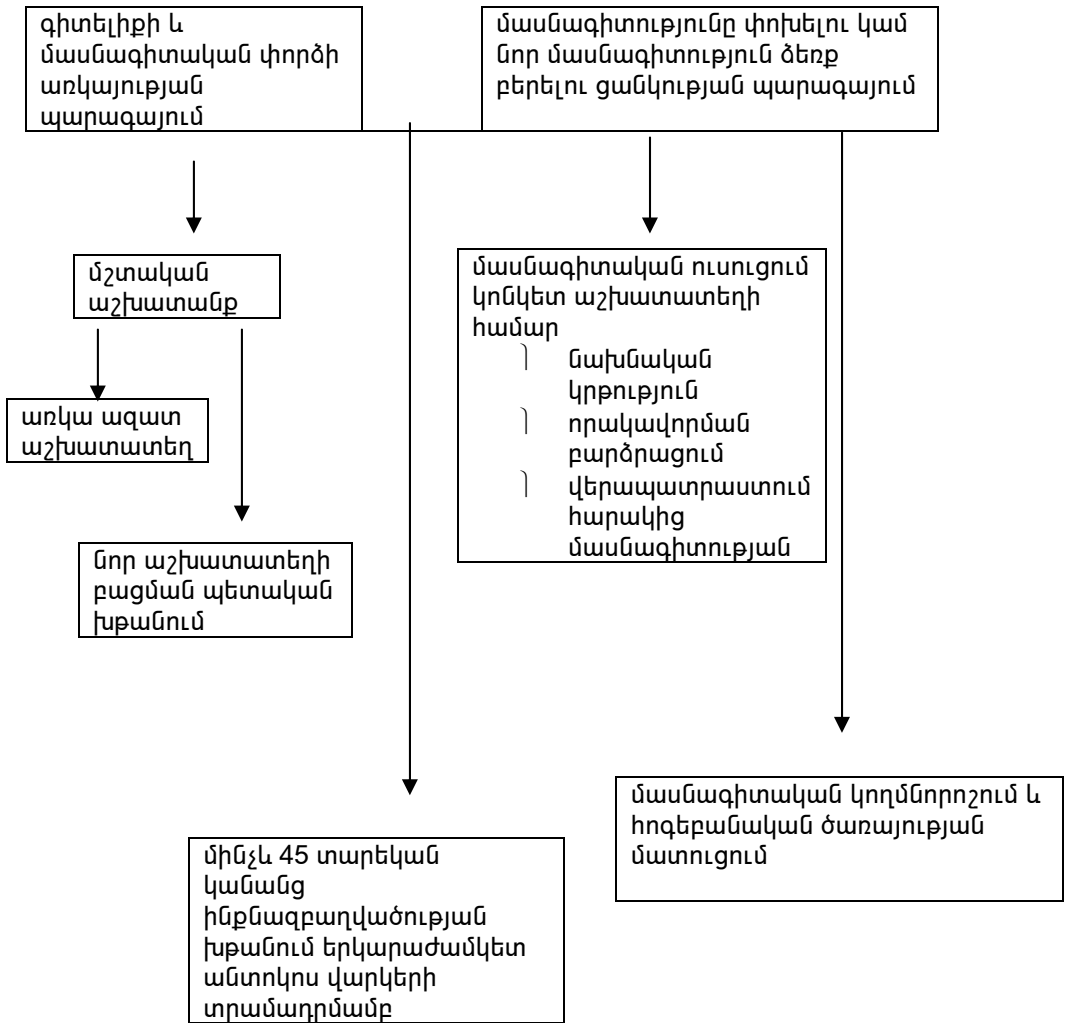 գիտելիքի և
մասնագիտական փորձի
առկայության
պարագայում
մասնագիտությունը փոխելու կամ
նոր մասնագիտություն ձեռք
բերելու ցանկության պարագայում
մշտական
աշխատանք
մասնագիտական ուսուցում
կոնկետ աշխատատեղի
համար
նախնական
կրթություն
որակավորման
բարձրացում
վերապատրաստում
հարակից
մասնագիտության
առկա ազատ
աշխատատեղ
նոր աշխատատեղի
բացման պետական
խթանում
մասնագիտական կողմնորոշում և
հոգեբանական ծառայության
մատուցում
մինչև 45 տարեկան
կանանց
ինքնազբաղվածության
խթանում երկարաժամկետ
անտոկոս վարկերի
տրամադրմամբ